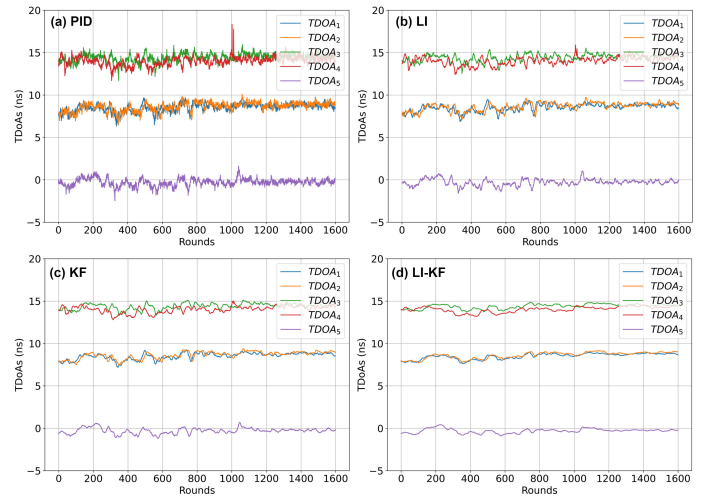 (a) PID
TDOA₁
TDOA₂
TDOA₃
TDOA₄
TDOA₅
TDoAs (ns)
20
15
10
5
0
−5
0 200 400 600 800 1000 1200 1400 1600
Rounds
(b) LI
TDOA₁
TDOA₂
TDOA₃
TDOA₄
TDOA₅
TDoAs (ns)
20
15
10
5
0
−5
0 200 400 600 800 1000 1200 1400 1600
Rounds
(c) KF
TDOA₁
TDOA₂
TDOA₃
TDOA₄
TDOA₅
TDoAs (ns)
20
15
10
5
0
−5
0 200 400 600 800 1000 1200 1400 1600
Rounds
(d) LI-KF
TDOA₁
TDOA₂
TDOA₃
TDOA₄
TDOA₅
TDoAs (ns)
20
15
10
5
0
−5
0 200 400 600 800 1000 1200 1400 1600
Rounds